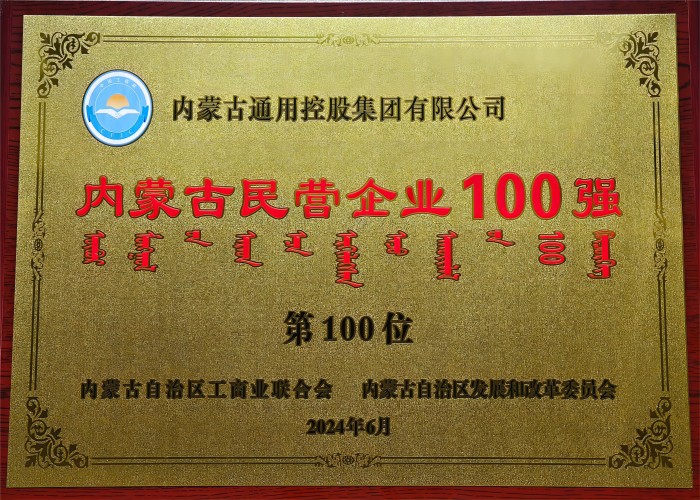 内蒙古通用控股集团有限公司
内蒙古民营企业100强
100
第100位
内蒙古自治区工商业联合会 内蒙古自治区发展和改革委员会
2024年6月